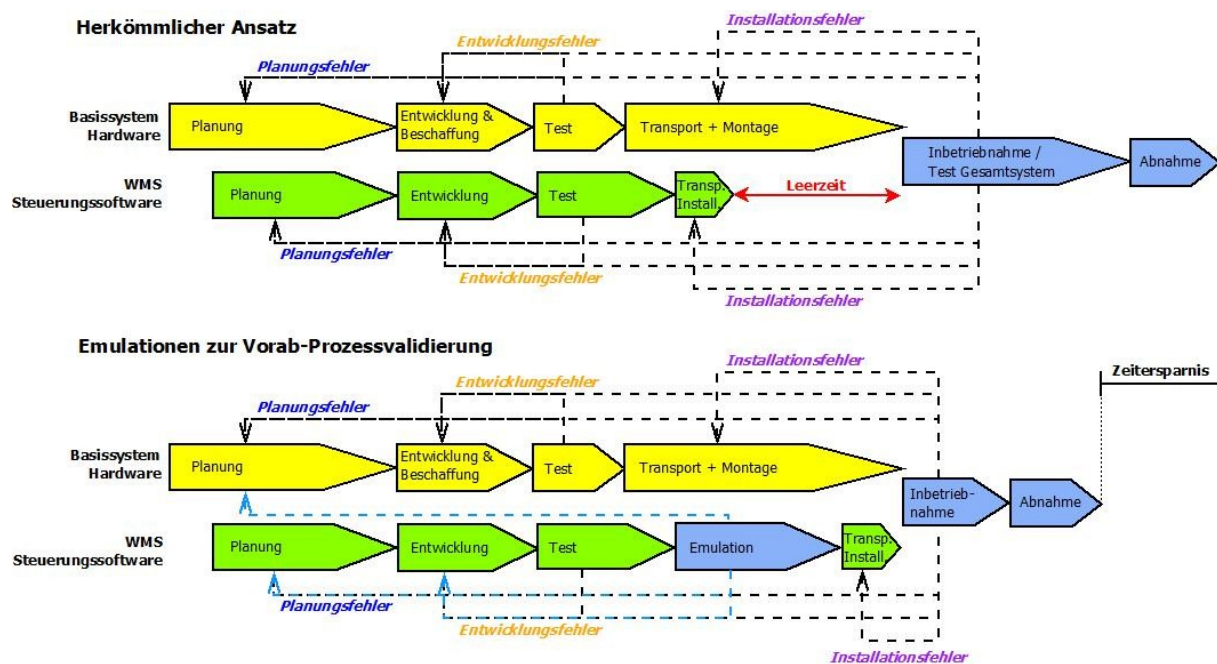 Herkömmlicher Ansatz
Installationsfehler
Entwicklungsfehler
Planungsfehler
Basissystem
Hardware
Planung
Entwicklung &
Beschaffung
Test
Transport + Montage
Inbetriebnahme /
Test Gesamtsystem
Abnahme
WMS
Steuerungssoftware
Planung
Entwicklung
Test
Transp.
Install.
Leerzeit
Planungsfehler
Entwicklungsfehler
Installationsfehler
Emulationen zur Vorab-Prozessvalidierung
Installationsfehler
Zeitersparnis
Entwicklungsfehler
Planungsfehler
Basissystem
Hardware
Planung
Entwicklung &
Beschaffung
Test
Transport + Montage
Inbetrieb-
nahme
Abnahme
WMS
Steuerungssoftware
Planung
Entwicklung
Test
Emulation
Transp.
Install.
Planungsfehler
Entwicklungsfehler
Installationsfehler